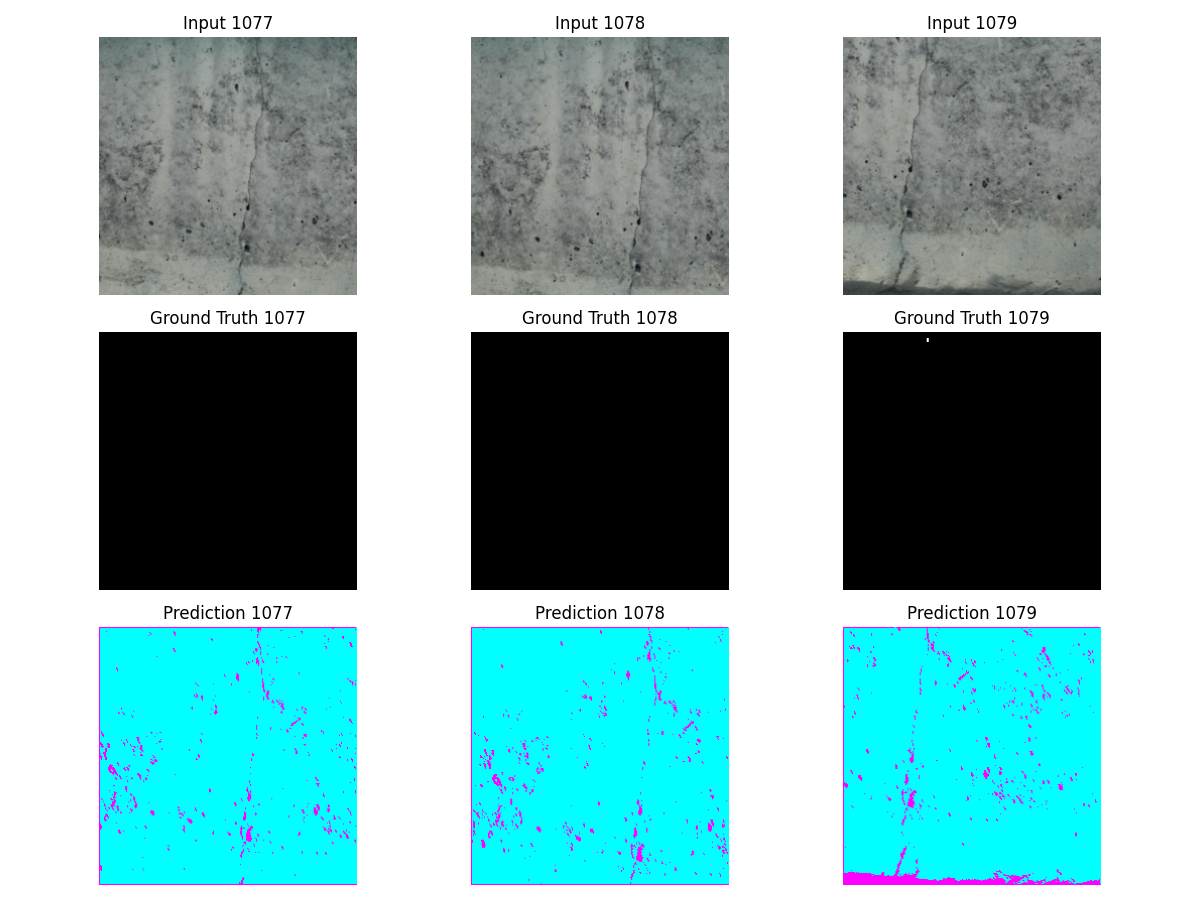 Input 1077
Input 1078
Input 1079
Ground Truth 1077
Ground Truth 1078
Ground Truth 1079
Prediction 1077
Prediction 1078
Prediction 1079